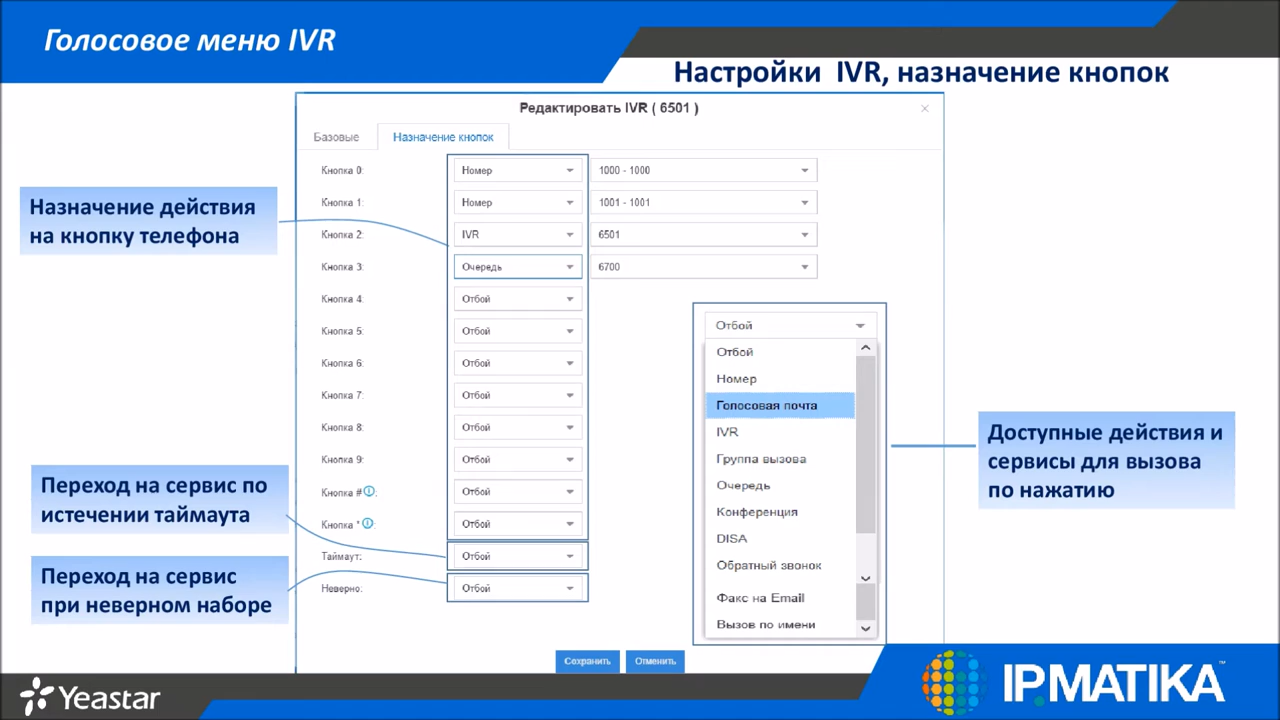 Голосовое меню IVR
Настройки IVR, назначение кнопок
Редактировать IVR ( 6501 )
×
Базовые
Назначение кнопок
Кнопка 0: Номер 1000 - 1000
Кнопка 1: Номер 1001 - 1001
Кнопка 2: IVR 6501
Кнопка 3: Очередь 6700
Кнопка 4: Отбой
Кнопка 5: Отбой
Кнопка 6: Отбой
Кнопка 7: Отбой
Кнопка 8: Отбой
Кнопка 9: Отбой
Кнопка #: Отбой
Кнопка *: Отбой
Таймаут: Отбой
Неверно: Отбой
Назначение действия
на кнопку телефона
Переход на сервис по
истечении таймаута
Переход на сервис
при неверном наборе
Отбой
Отбой
Номер
Голосовая почта
IVR
Группа вызова
Очередь
Конференция
DISA
Обратный звонок
Факс на Email
Вызов по имени
Доступные действия и
сервисы для вызова
по нажатию
Сохранить
Отменить
Yeastar
IPMATIKA™